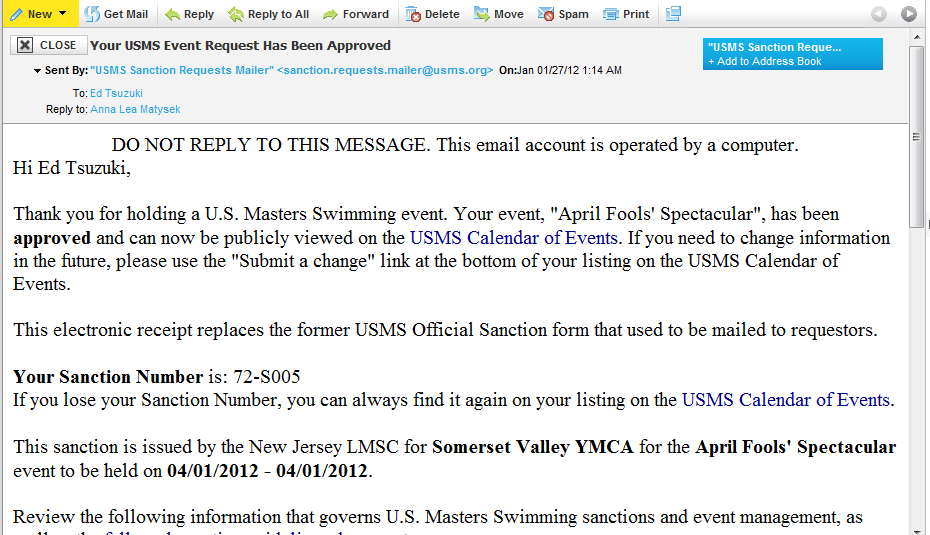 New Get Mail Reply Reply to All Forward Delete Move Spam Print
CLOSE Your USMS Event Request Has Been Approved
"USMS Sanction Reque...
+ Add to Address Book
Sent By: "USMS Sanction Requests Mailer" <sanction.requests.mailer@usms.org> On:Jan 01/27/12 1:14 AM
To: Ed Tsuzuki
Reply to: Anna Lea Matysek
DO NOT REPLY TO THIS MESSAGE. This email account is operated by a computer.
Hi Ed Tsuzuki,
Thank you for holding a U.S. Masters Swimming event. Your event, "April Fools' Spectacular", has been
approved and can now be publicly viewed on the USMS Calendar of Events. If you need to change information
in the future, please use the "Submit a change" link at the bottom of your listing on the USMS Calendar of
Events.
This electronic receipt replaces the former USMS Official Sanction form that used to be mailed to requestors.
Your Sanction Number is: 72-S005
If you lose your Sanction Number, you can always find it again on your listing on the USMS Calendar of Events.
This sanction is issued by the New Jersey LMSC for Somerset Valley YMCA for the April Fools' Spectacular
event to be held on 04/01/2012 - 04/01/2012.
Review the following information that governs U.S. Masters Swimming sanctions and event management, as